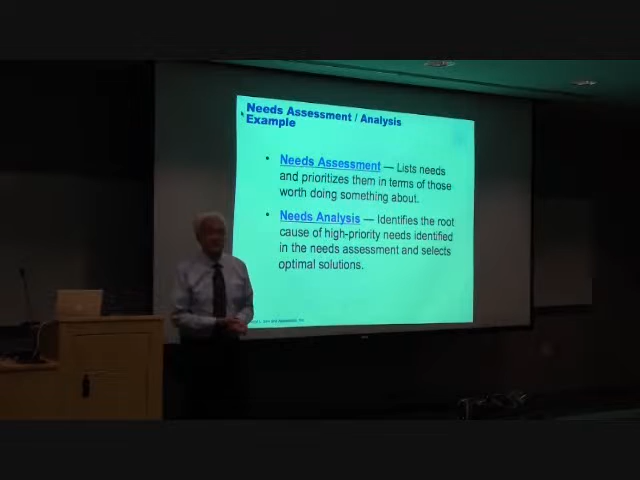 Needs Assessment / Analysis
Example
• Needs Assessment — Lists needs
and prioritizes them in terms of those
worth doing something about.
• Needs Analysis — Identifies the root
cause of high-priority needs identified
in the needs assessment and selects
optimal solutions.